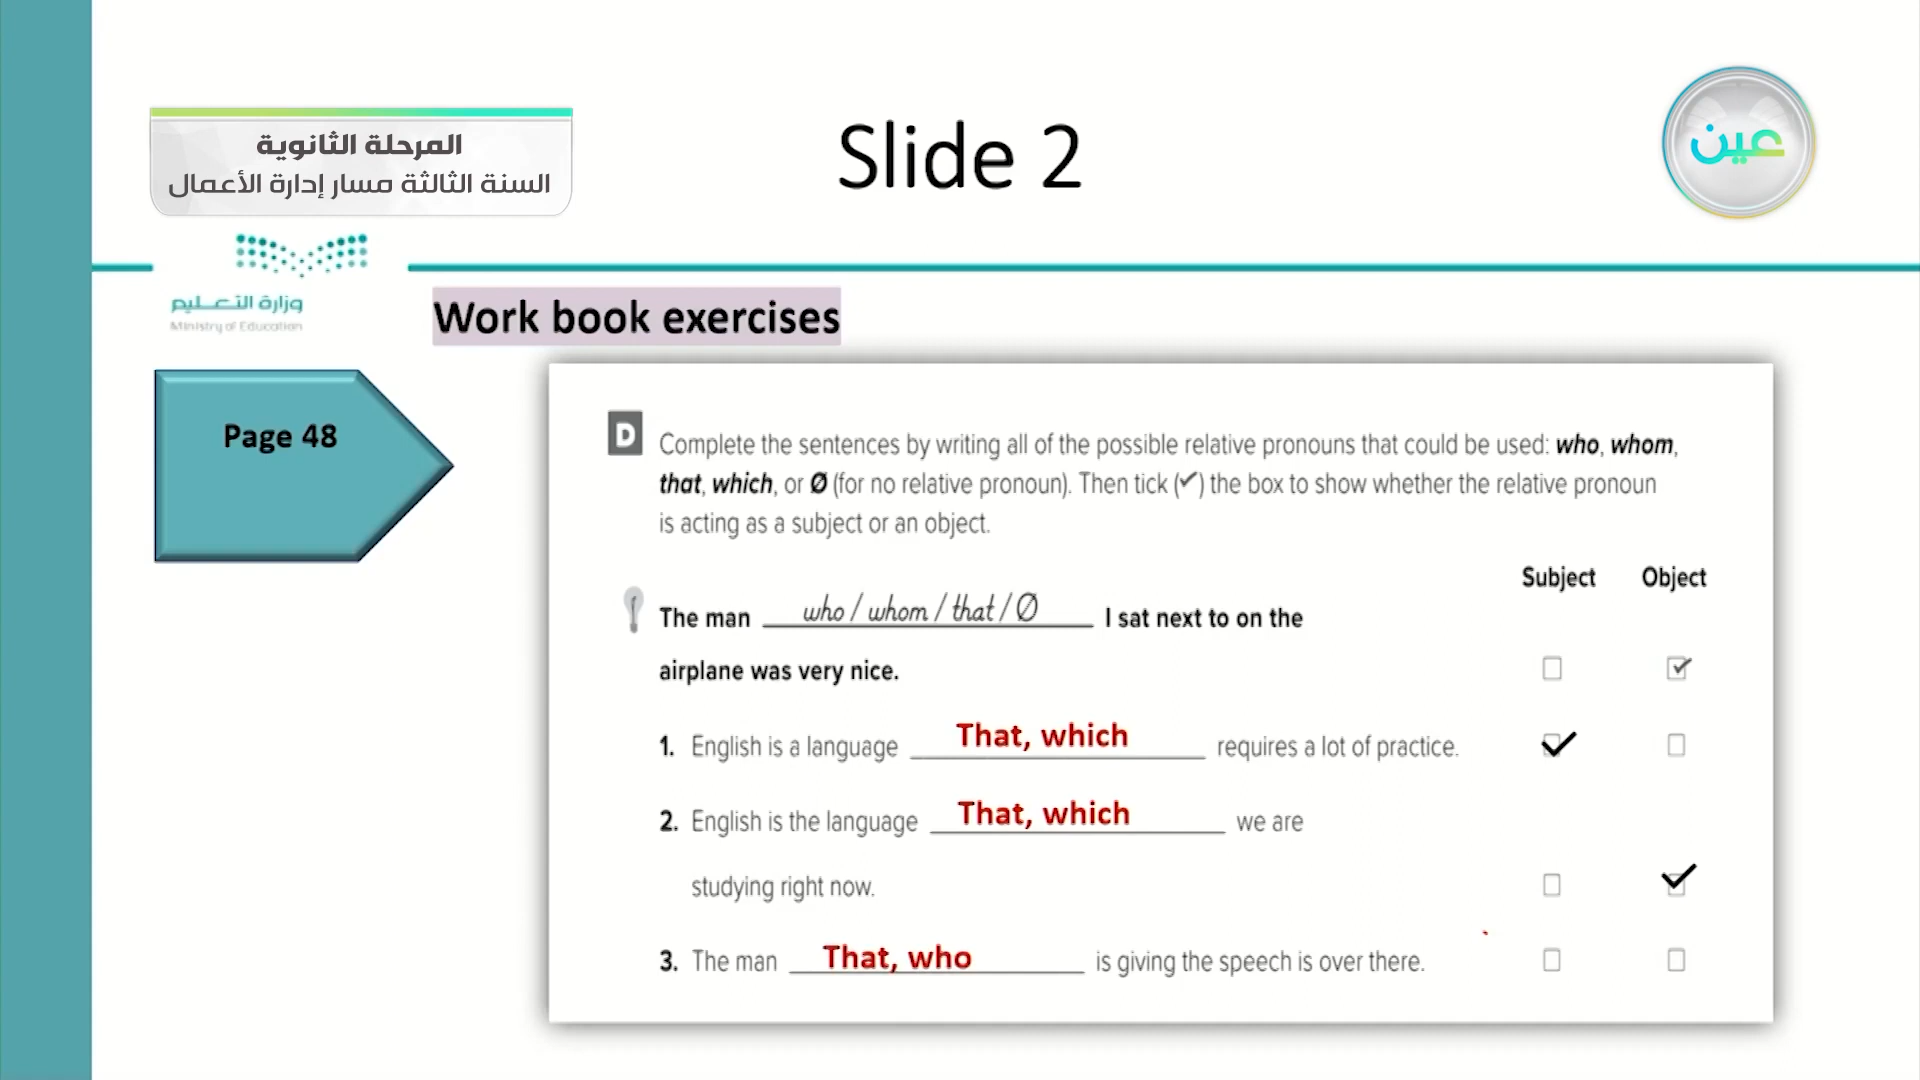 المرحلة الثانوية
السنة الثالثة مسار إدارة الأعمال
Slide 2
عين
وزارة التعليم
Ministry of Education
Work book exercises
Page 48
D Complete the sentences by writing all of the possible relative pronouns that could be used: who, whom,
that, which, or Ø (for no relative pronoun). Then tick (✓) the box to show whether the relative pronoun
is acting as a subject or an object.
Subject Object
The man who / whom / that / Ø I sat next to on the
airplane was very nice.
1. English is a language That, which requires a lot of practice.
2. English is the language That, which we are
studying right now.
3. The man That, who is giving the speech is over there.